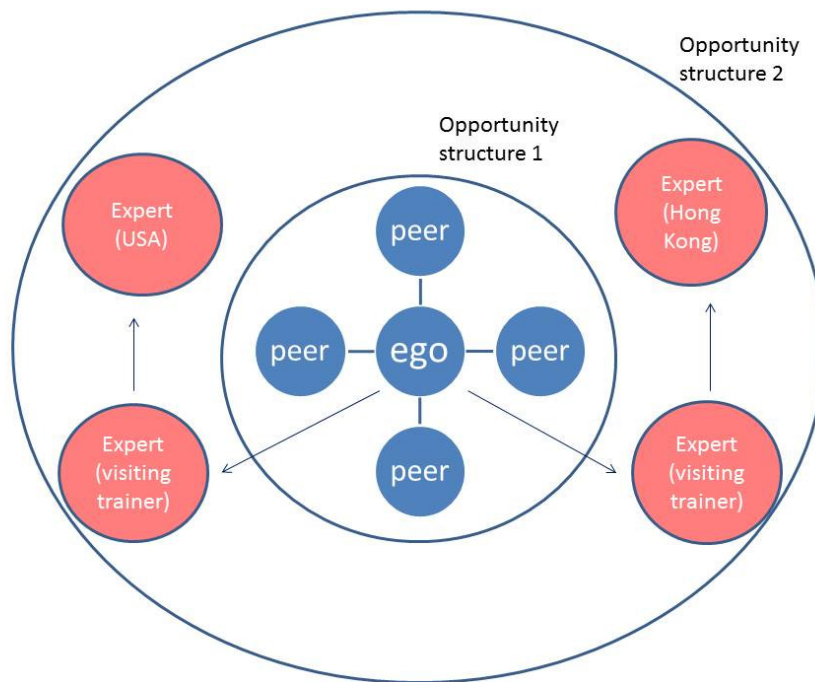 Opportunity
structure 2
Opportunity
structure 1
Expert
(USA)
Expert
(Hong
Kong)
peer
peer
ego
peer
peer
Expert
(visiting
trainer)
Expert
(visiting
trainer)